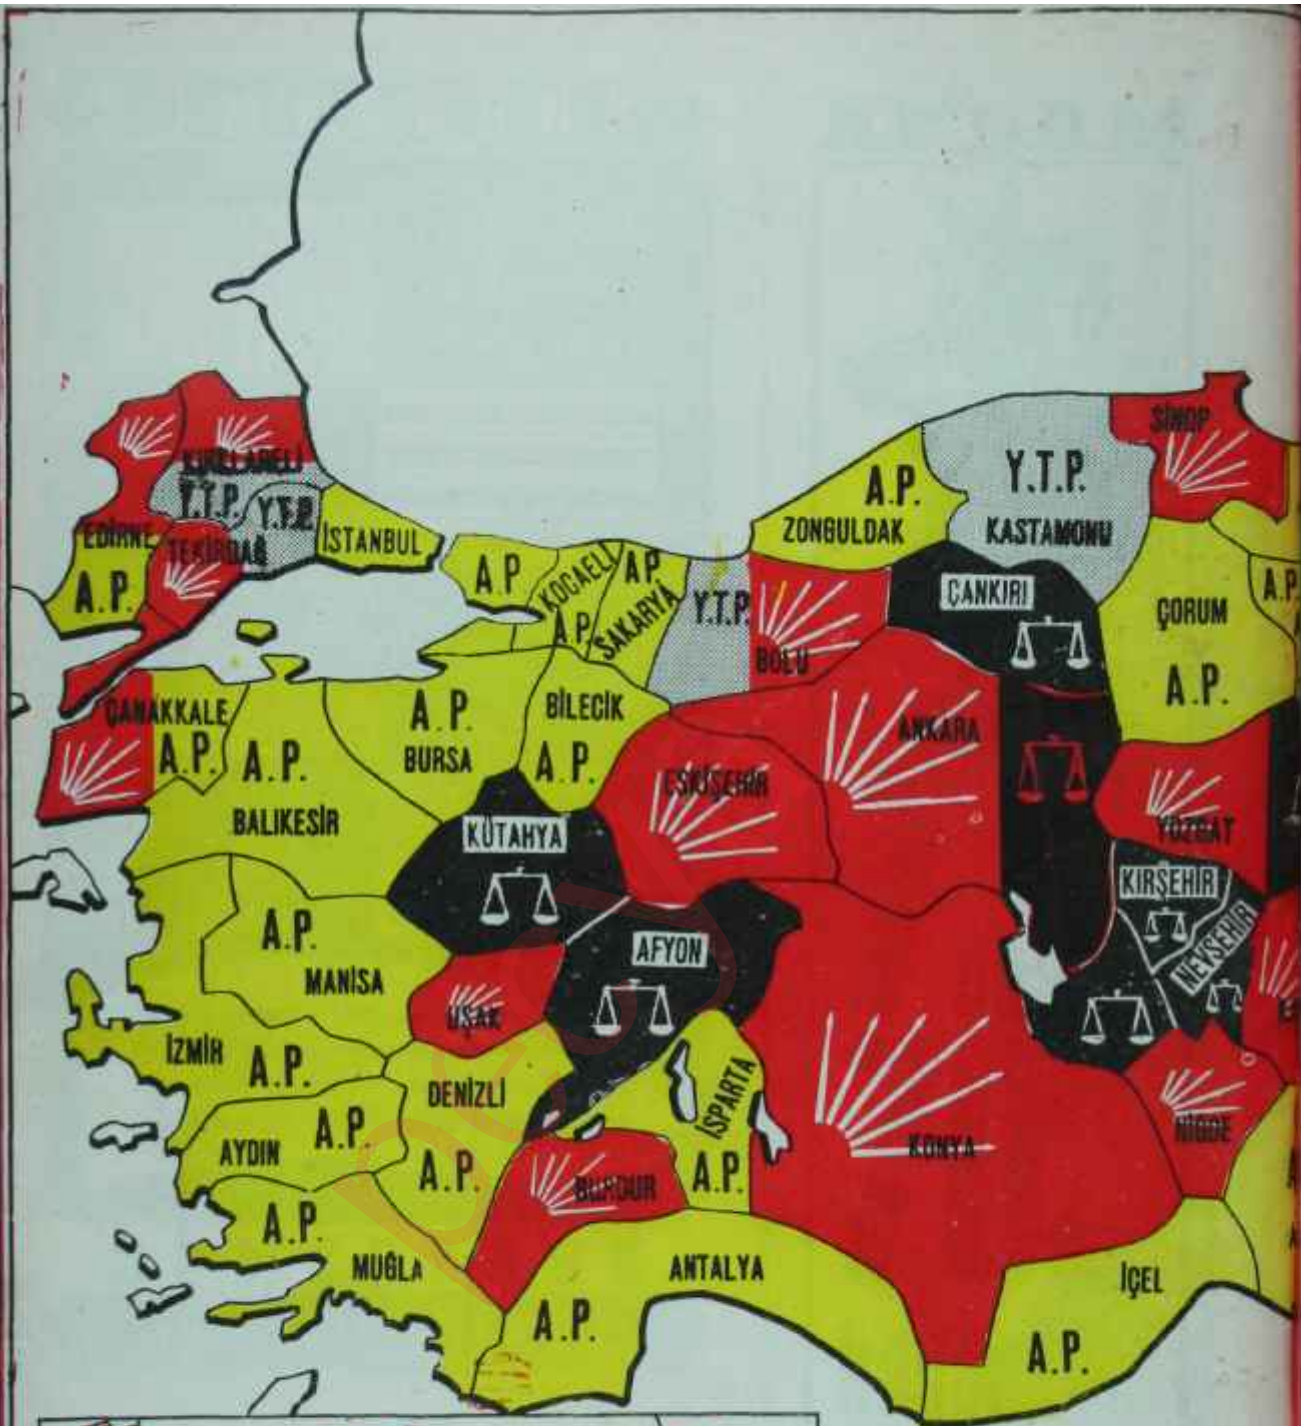 SİNOP
KIRKLARELİ
Y.T.P.
Y.T.P.
EDİRNE
A.P.
TEKİRDAĞ
İSTANBUL
A.P.
ZONGULDAK
Y.T.P.
KASTAMONU
A.P
KOCAELİ
A.P.
A.P
SAKARYA
Y.T.P.
BOLU
ÇANKIRI
ÇORUM
A.P.
A.P.
ÇANAKKALE
A.P.
A.P.
BALIKESİR
A.P.
BURSA
BİLECİK
A.P.
ESKİŞEHİR
ANKARA
YOZGAT
KÜTAHYA
KIRŞEHİR
NEVŞEHİR
A.P.
MANİSA
UŞAK
AFYON
İZMİR
A.P.
DENİZLİ
A.P.
AYDIN
A.P.
ISPARTA
A.P.
KONYA
NİĞDE
A.P.
MUĞLA
BURDUR
ANTALYA
A.P.
İÇEL
A.P.